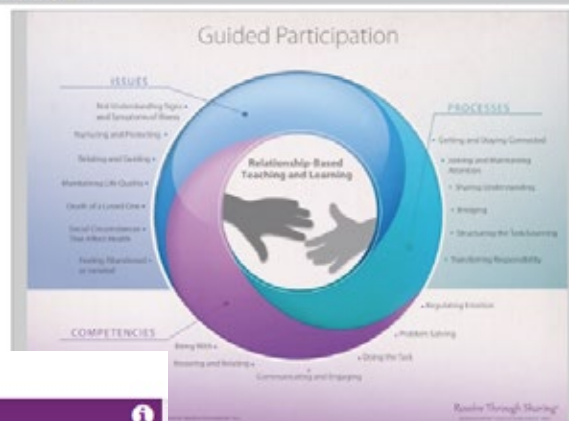 Guided Participation
ISSUES
Not Understanding Signs
and Symptoms of Illness
Nurturing and Protecting
Relating and Guiding
Maintaining Life Quality
Death of a Loved One
Social Circumstances
That Affect Health
Feeling Abandoned
or
PROCESSES
Getting and Staying Connected
Joining and Maintaining
Attention
Sharing Understanding
Bridging
Structuring the Task/Learning
Transferring Responsibility
Relationship-Based
Teaching and Learning
COMPETENCIES
Being With
Knowing and Relating
Communicating and Engaging
Doing the Task
Problem Solving
Regulating Emotion
Resolve Through Sharing